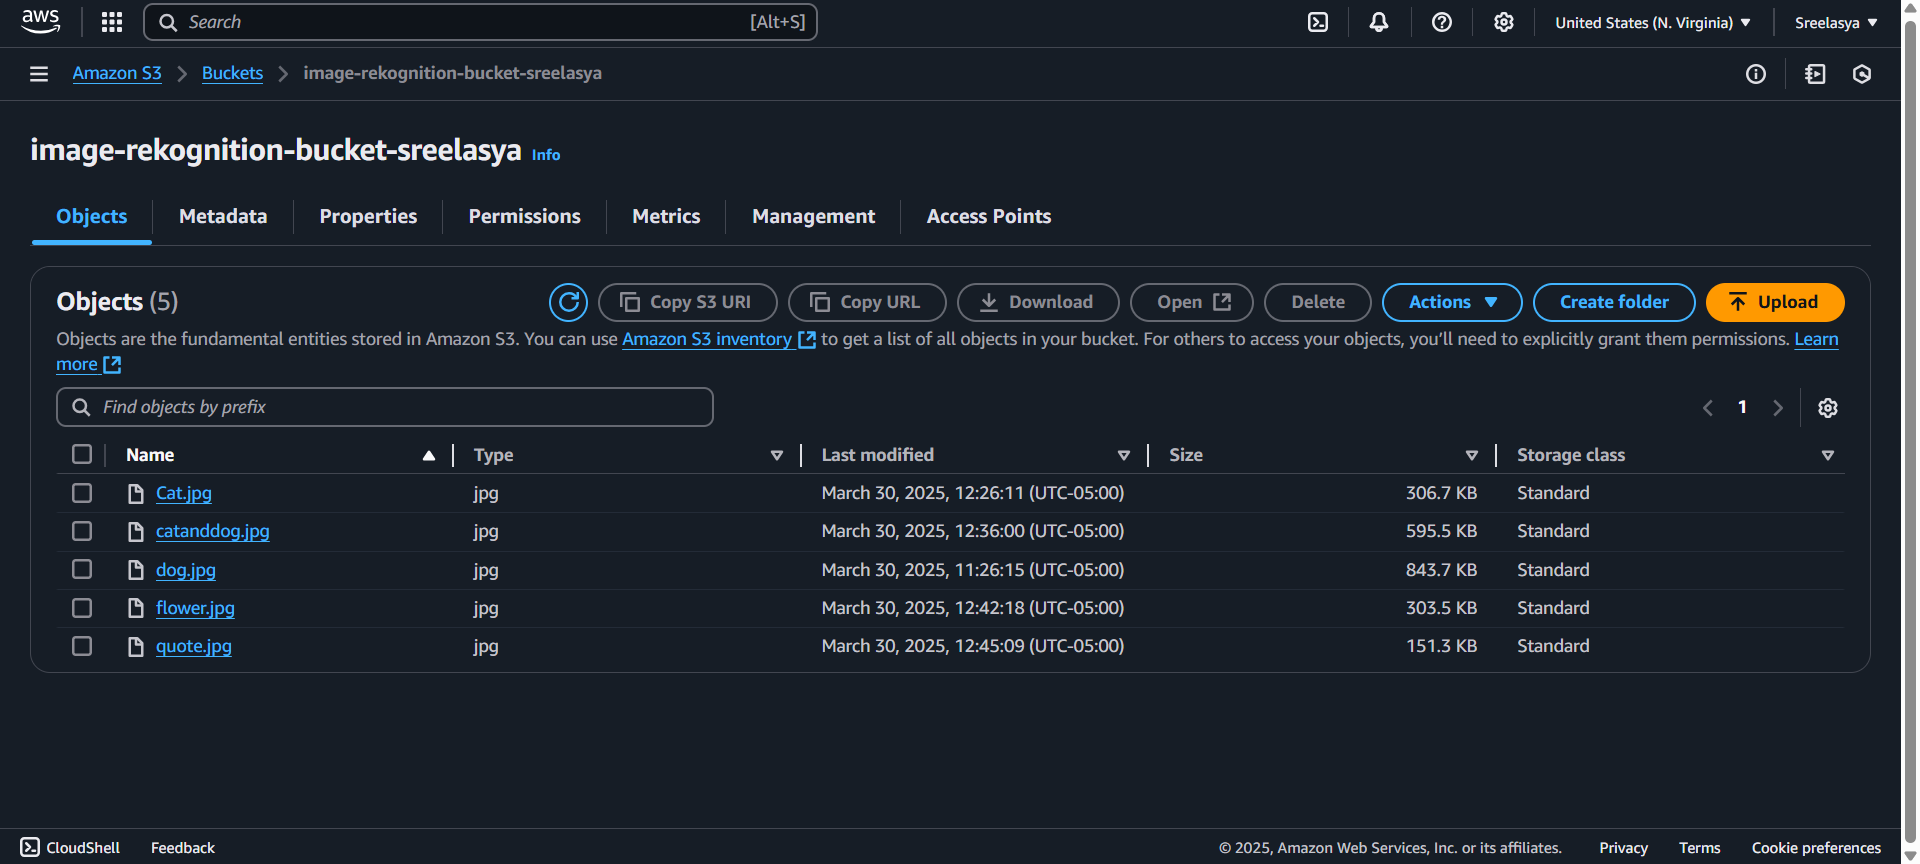 aws Search [Alt+S] United States (N. Virginia) Sreelasya
Amazon S3 Buckets image-rekognition-bucket-sreelasya
image-rekognition-bucket-sreelasya Info
Objects Metadata Properties Permissions Metrics Management Access Points
Objects (5) Copy S3 URI Copy URL Download Open Delete Actions Create folder Upload
Objects are the fundamental entities stored in Amazon S3. You can use Amazon S3 inventory to get a list of all objects in your bucket. For others to access your objects, you’ll need to explicitly grant them permissions. Learn
more
Find objects by prefix 1
Name Type Last modified Size Storage class
Cat.jpg jpg March 30, 2025, 12:26:11 (UTC-05:00) 306.7 KB Standard
catanddog.jpg jpg March 30, 2025, 12:36:00 (UTC-05:00) 595.5 KB Standard
dog.jpg jpg March 30, 2025, 11:26:15 (UTC-05:00) 843.7 KB Standard
flower.jpg jpg March 30, 2025, 12:42:18 (UTC-05:00) 303.5 KB Standard
quote.jpg jpg March 30, 2025, 12:45:09 (UTC-05:00) 151.3 KB Standard
CloudShell Feedback © 2025, Amazon Web Services, Inc. or its affiliates. Privacy Terms Cookie preferences